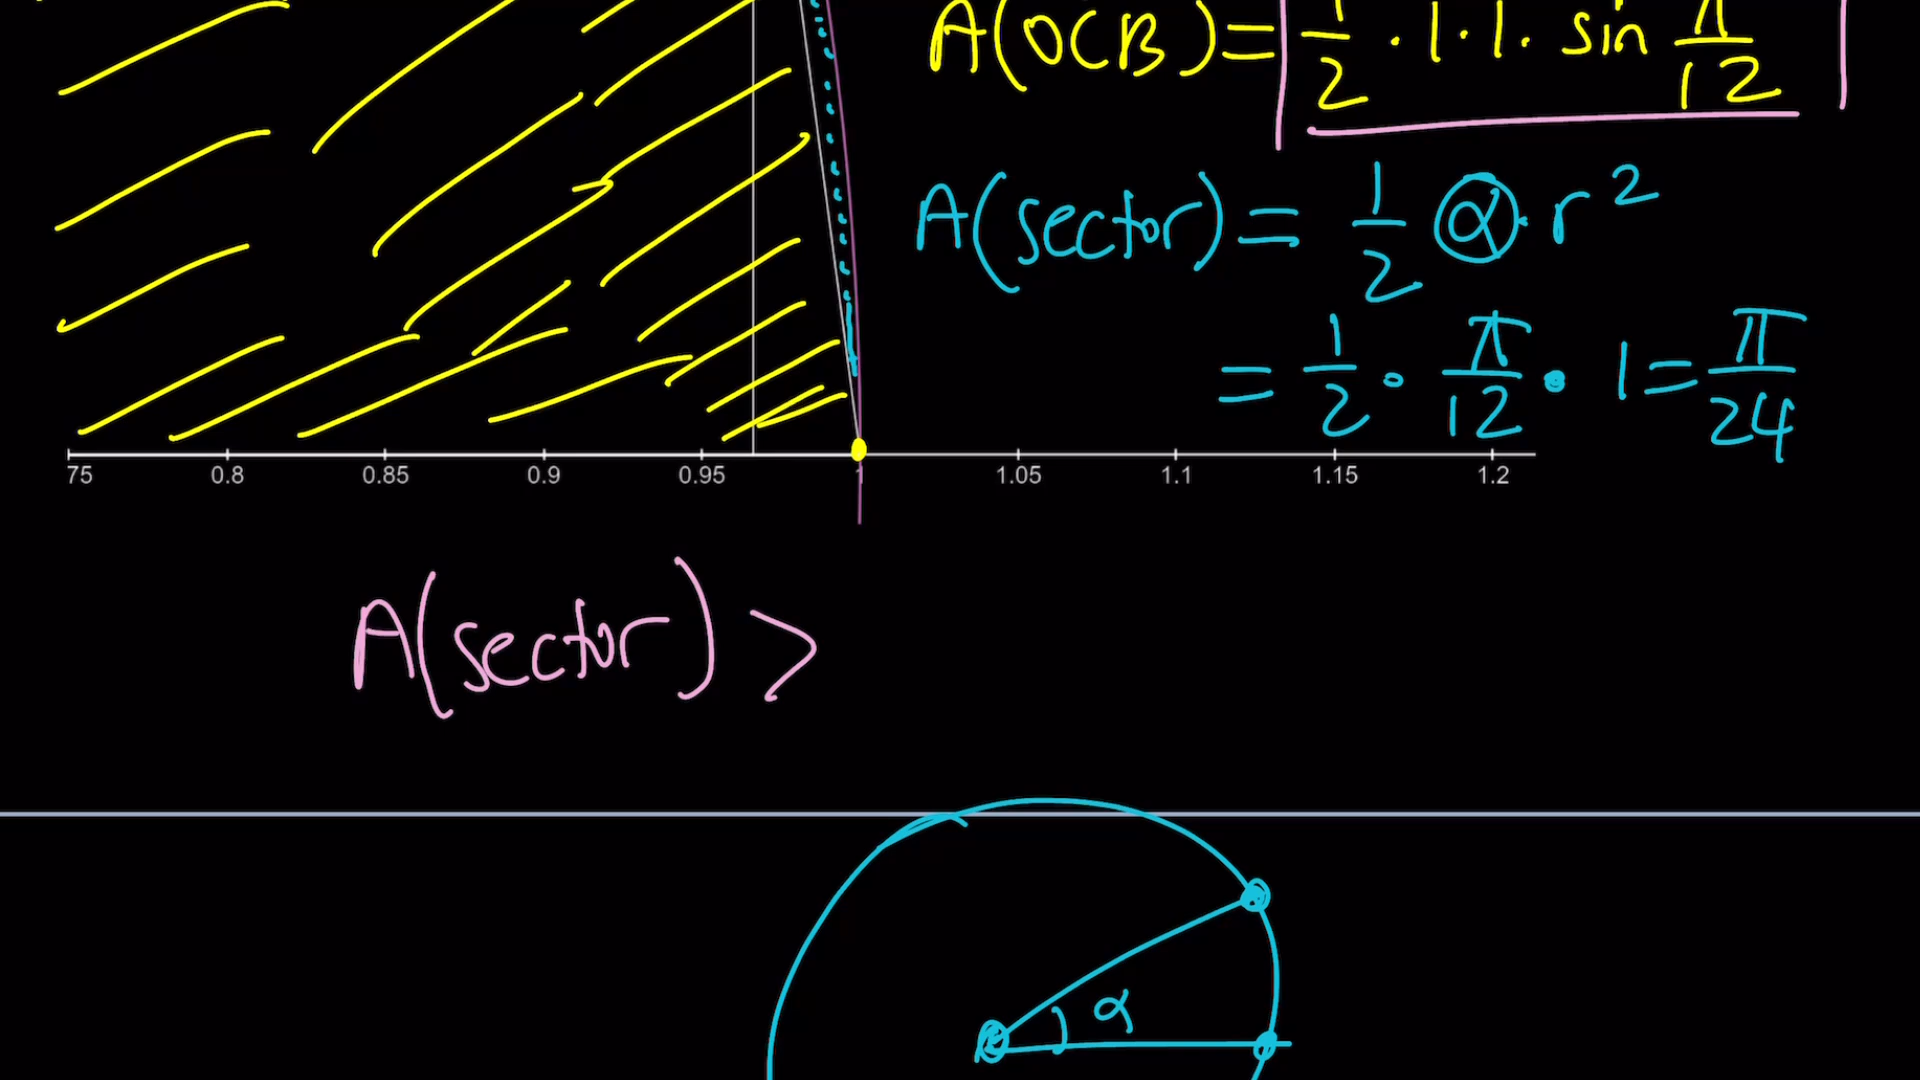 A(OCB) = 1/2 · 1 · 1 · sin π/12
A(sector) = 1/2 α · r²
= 1/2 · π/12 · 1 = π/24
75 0.8 0.85 0.9 0.95 1 1.05 1.1 1.15 1.2
A(sector) >
α